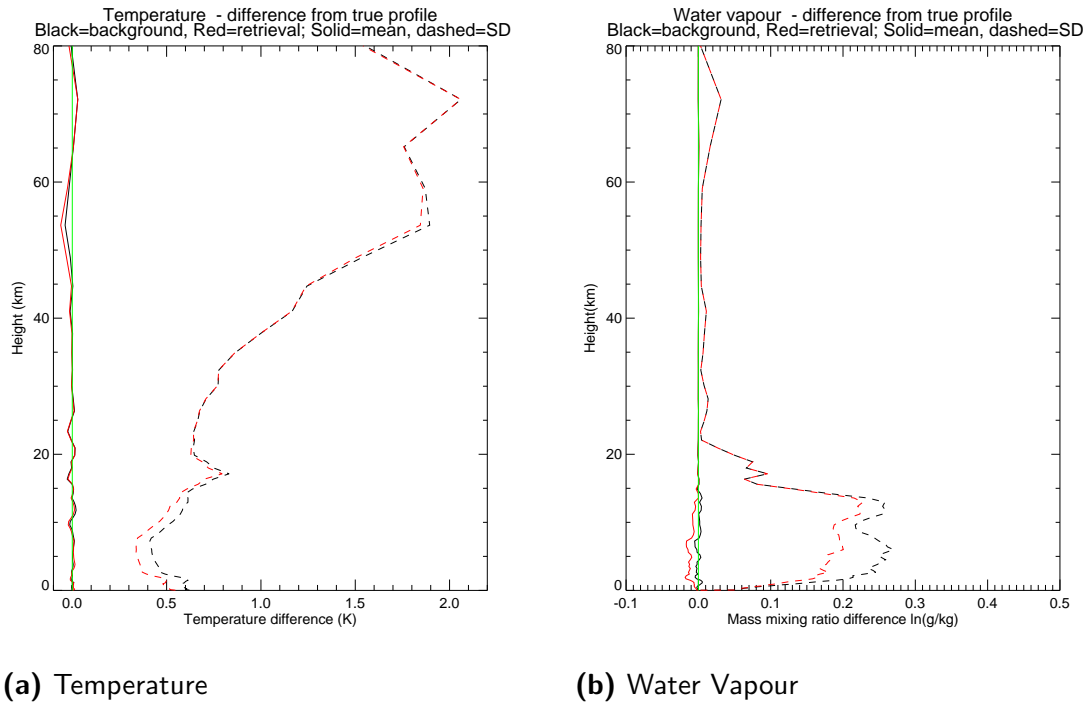 Temperature - difference from true profile
Black=background, Red=retrieval; Solid=mean, dashed=SD
80
60
40
20
0
Height (km)
0.0 0.5 1.0 1.5 2.0
Temperature difference (K)
(a) Temperature
Water vapour - difference from true profile
Black=background, Red=retrieval; Solid=mean, dashed=SD
80
60
40
20
0
Height(km)
-0.1 0.0 0.1 0.2 0.3 0.4 0.5
Mass mixing ratio difference ln(g/kg)
(b) Water Vapour